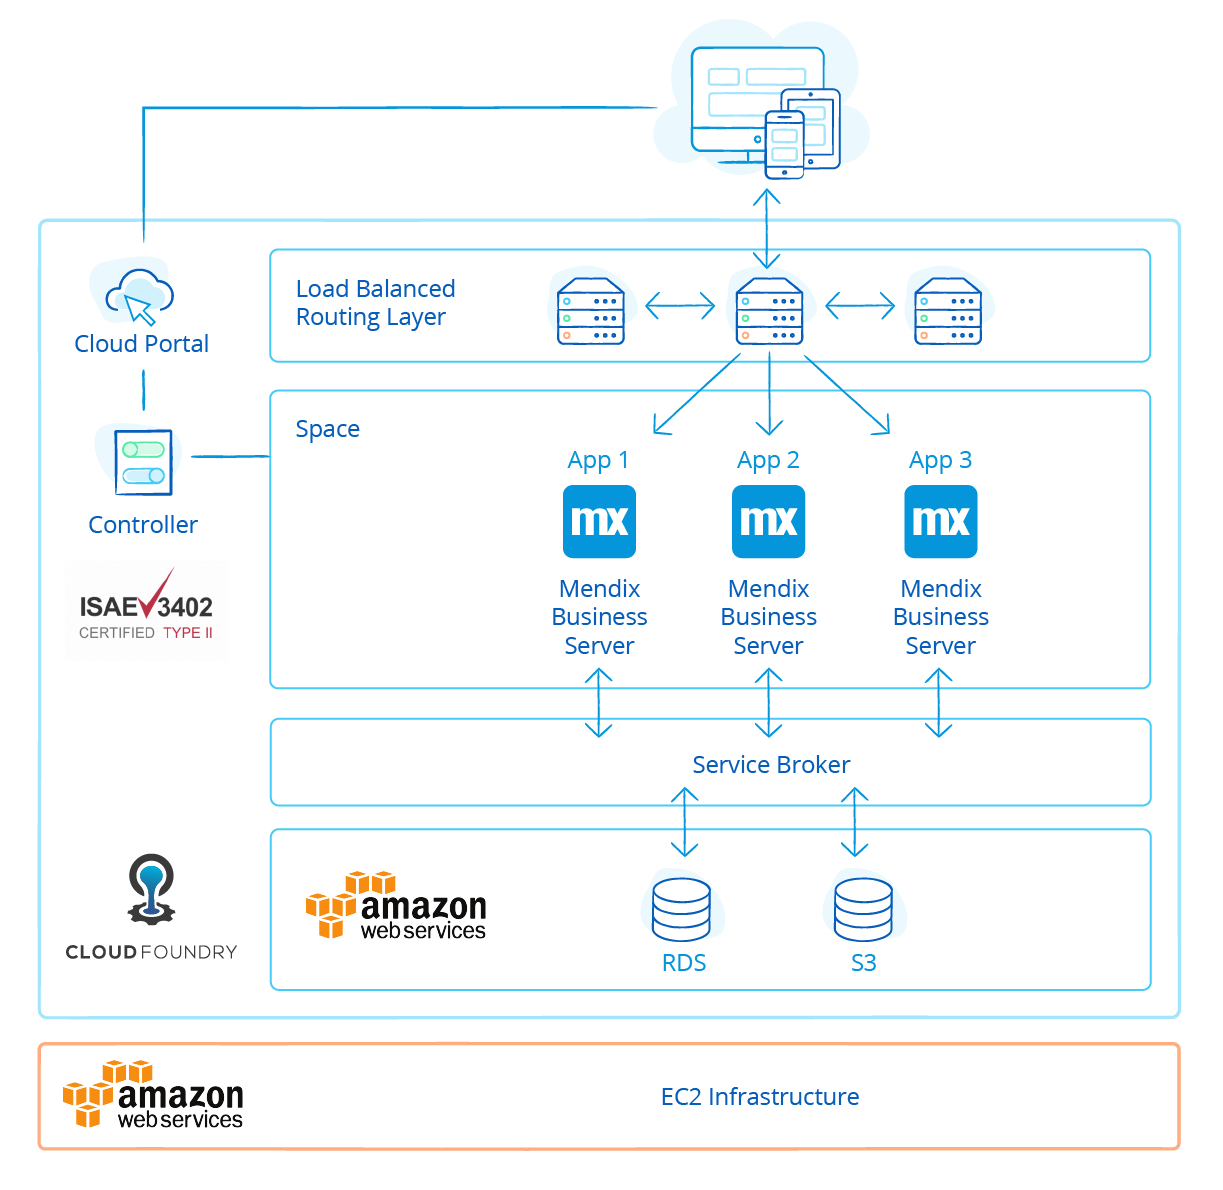 Load Balanced
Routing Layer
Cloud Portal
Space
App 1
App 2
App 3
mx
mx
mx
Controller
Mendix
Business
Server
Mendix
Business
Server
Mendix
Business
Server
ISAE 3402
CERTIFIED TYPE II
Service Broker
amazon
web services
RDS
S3
CLOUD FOUNDRY
amazon
web services
EC2 Infrastructure